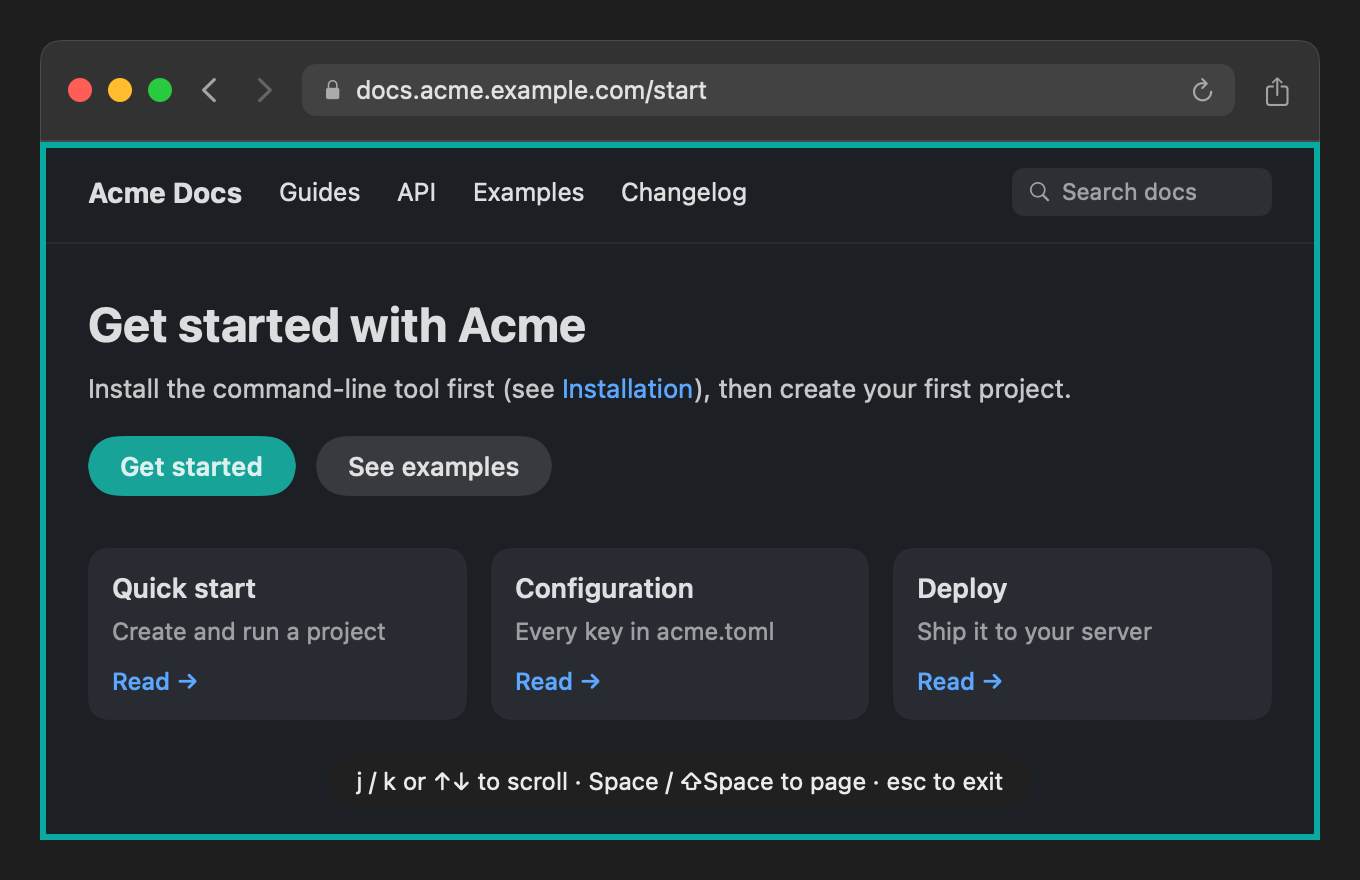 docs.acme.example.com/start
Acme Docs Guides API Examples Changelog Search docs
Get started with Acme
Install the command-line tool first (see Installation), then create your first project.
Get started See examples
Quick start Configuration Deploy
Create and run a project Every key in acme.toml Ship it to your server
Read → Read → Read →
j / k or ↑↓ to scroll · Space / ⇧Space to page · esc to exit